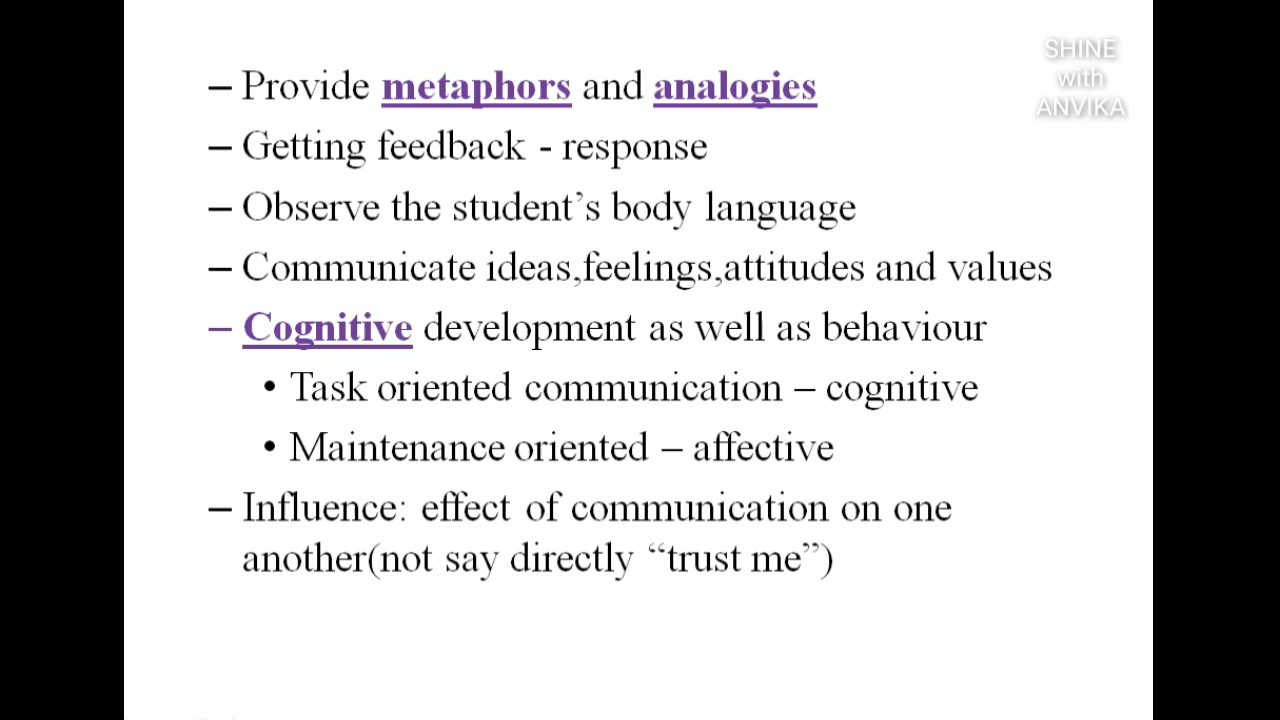 SHINE
with
ANVIKA
– Provide metaphors and analogies
– Getting feedback - response
– Observe the student’s body language
– Communicate ideas,feelings,attitudes and values
– Cognitive development as well as behaviour
• Task oriented communication – cognitive
• Maintenance oriented – affective
– Influence: effect of communication on one
another(not say directly “trust me”)